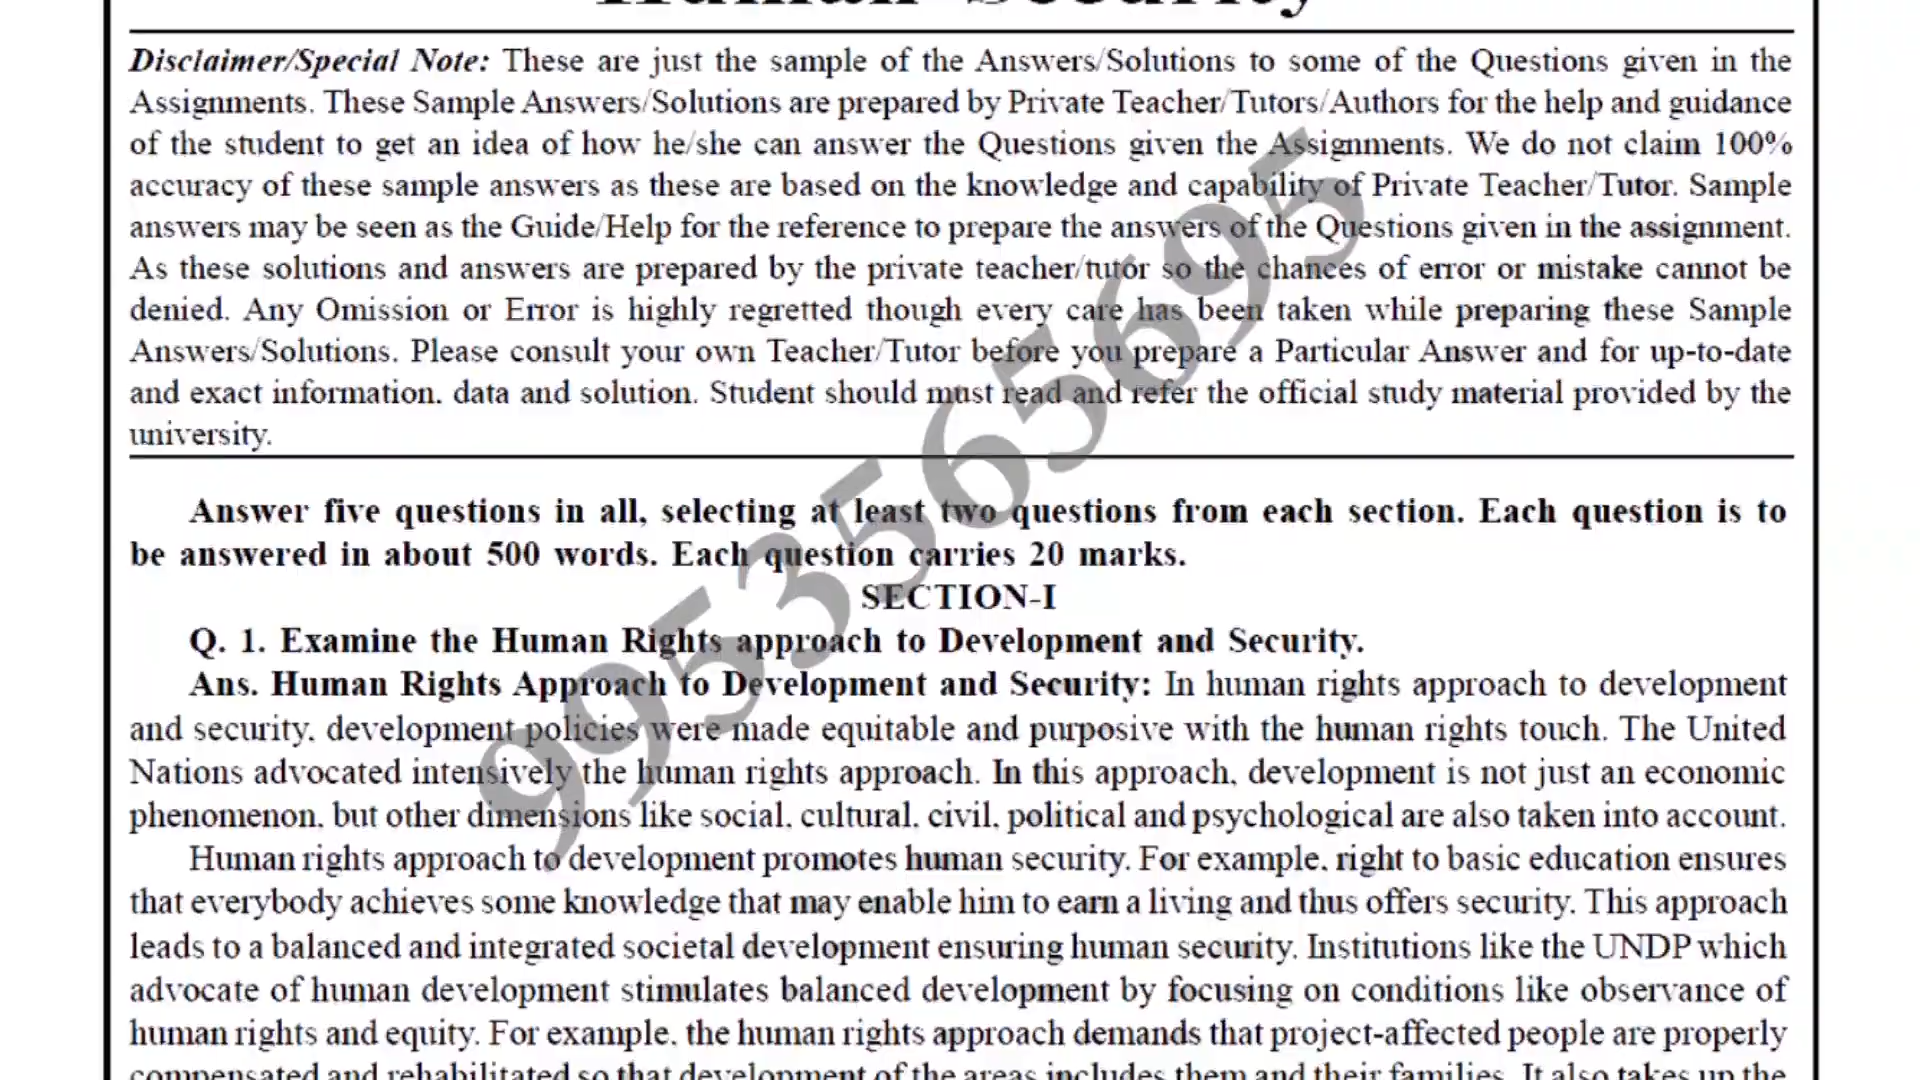 Human Security
Disclaimer/Special Note: These are just the sample of the Answers/Solutions to some of the Questions given in the
Assignments. These Sample Answers/Solutions are prepared by Private Teacher/Tutors/Authors for the help and guidance
of the student to get an idea of how he/she can answer the Questions given the Assignments. We do not claim 100%
accuracy of these sample answers as these are based on the knowledge and capability of Private Teacher/Tutor. Sample
answers may be seen as the Guide/Help for the reference to prepare the answers of the Questions given in the assignment.
As these solutions and answers are prepared by the private teacher/tutor so the chances of error or mistake cannot be
denied. Any Omission or Error is highly regretted though every care has been taken while preparing these Sample
Answers/Solutions. Please consult your own Teacher/Tutor before you prepare a Particular Answer and for up-to-date
and exact information, data and solution. Student should must read and refer the official study material provided by the
university.
Answer five questions in all, selecting at least two questions from each section. Each question is to
be answered in about 500 words. Each question carries 20 marks.
SECTION-I
Q. 1. Examine the Human Rights approach to Development and Security.
Ans. Human Rights Approach to Development and Security: In human rights approach to development
and security, development policies were made equitable and purposive with the human rights touch. The United
Nations advocated intensively the human rights approach. In this approach, development is not just an economic
phenomenon, but other dimensions like social, cultural, civil, political and psychological are also taken into account.
Human rights approach to development promotes human security. For example, right to basic education ensures
that everybody achieves some knowledge that may enable him to earn a living and thus offers security. This approach
leads to a balanced and integrated societal development ensuring human security. Institutions like the UNDP which
advocate of human development stimulates balanced development by focusing on conditions like observance of
human rights and equity. For example, the human rights approach demands that project-affected people are properly
compensated and rehabilitated so that development of the areas includes them and their families. It also takes up the
9953565695